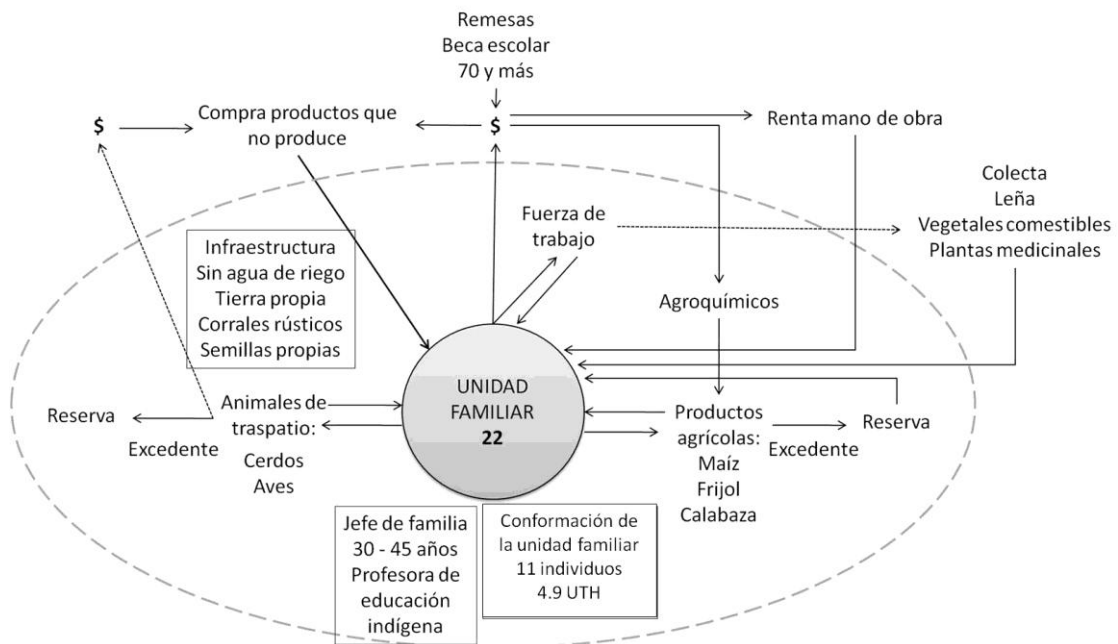 Remesas
Beca escolar
70 y más
$
Compra productos que
no produce
$
Renta mano de obra
Colecta
Leña
Vegetales comestibles
Plantas medicinales
Fuerza de
trabajo
Infraestructura
Sin agua de riego
Tierra propia
Corrales rústicos
Semillas propias
Agroquímicos
UNIDAD
FAMILIAR
22
Reserva
Excedente
Animales de
traspatio:
Cerdos
Aves
Productos
agrícolas:
Maíz
Frijol
Calabaza
Excedente
Reserva
Jefe de familia
30 - 45 años
Profesora de
educación
indígena
Conformación de
la unidad familiar
11 individuos
4.9 UTH